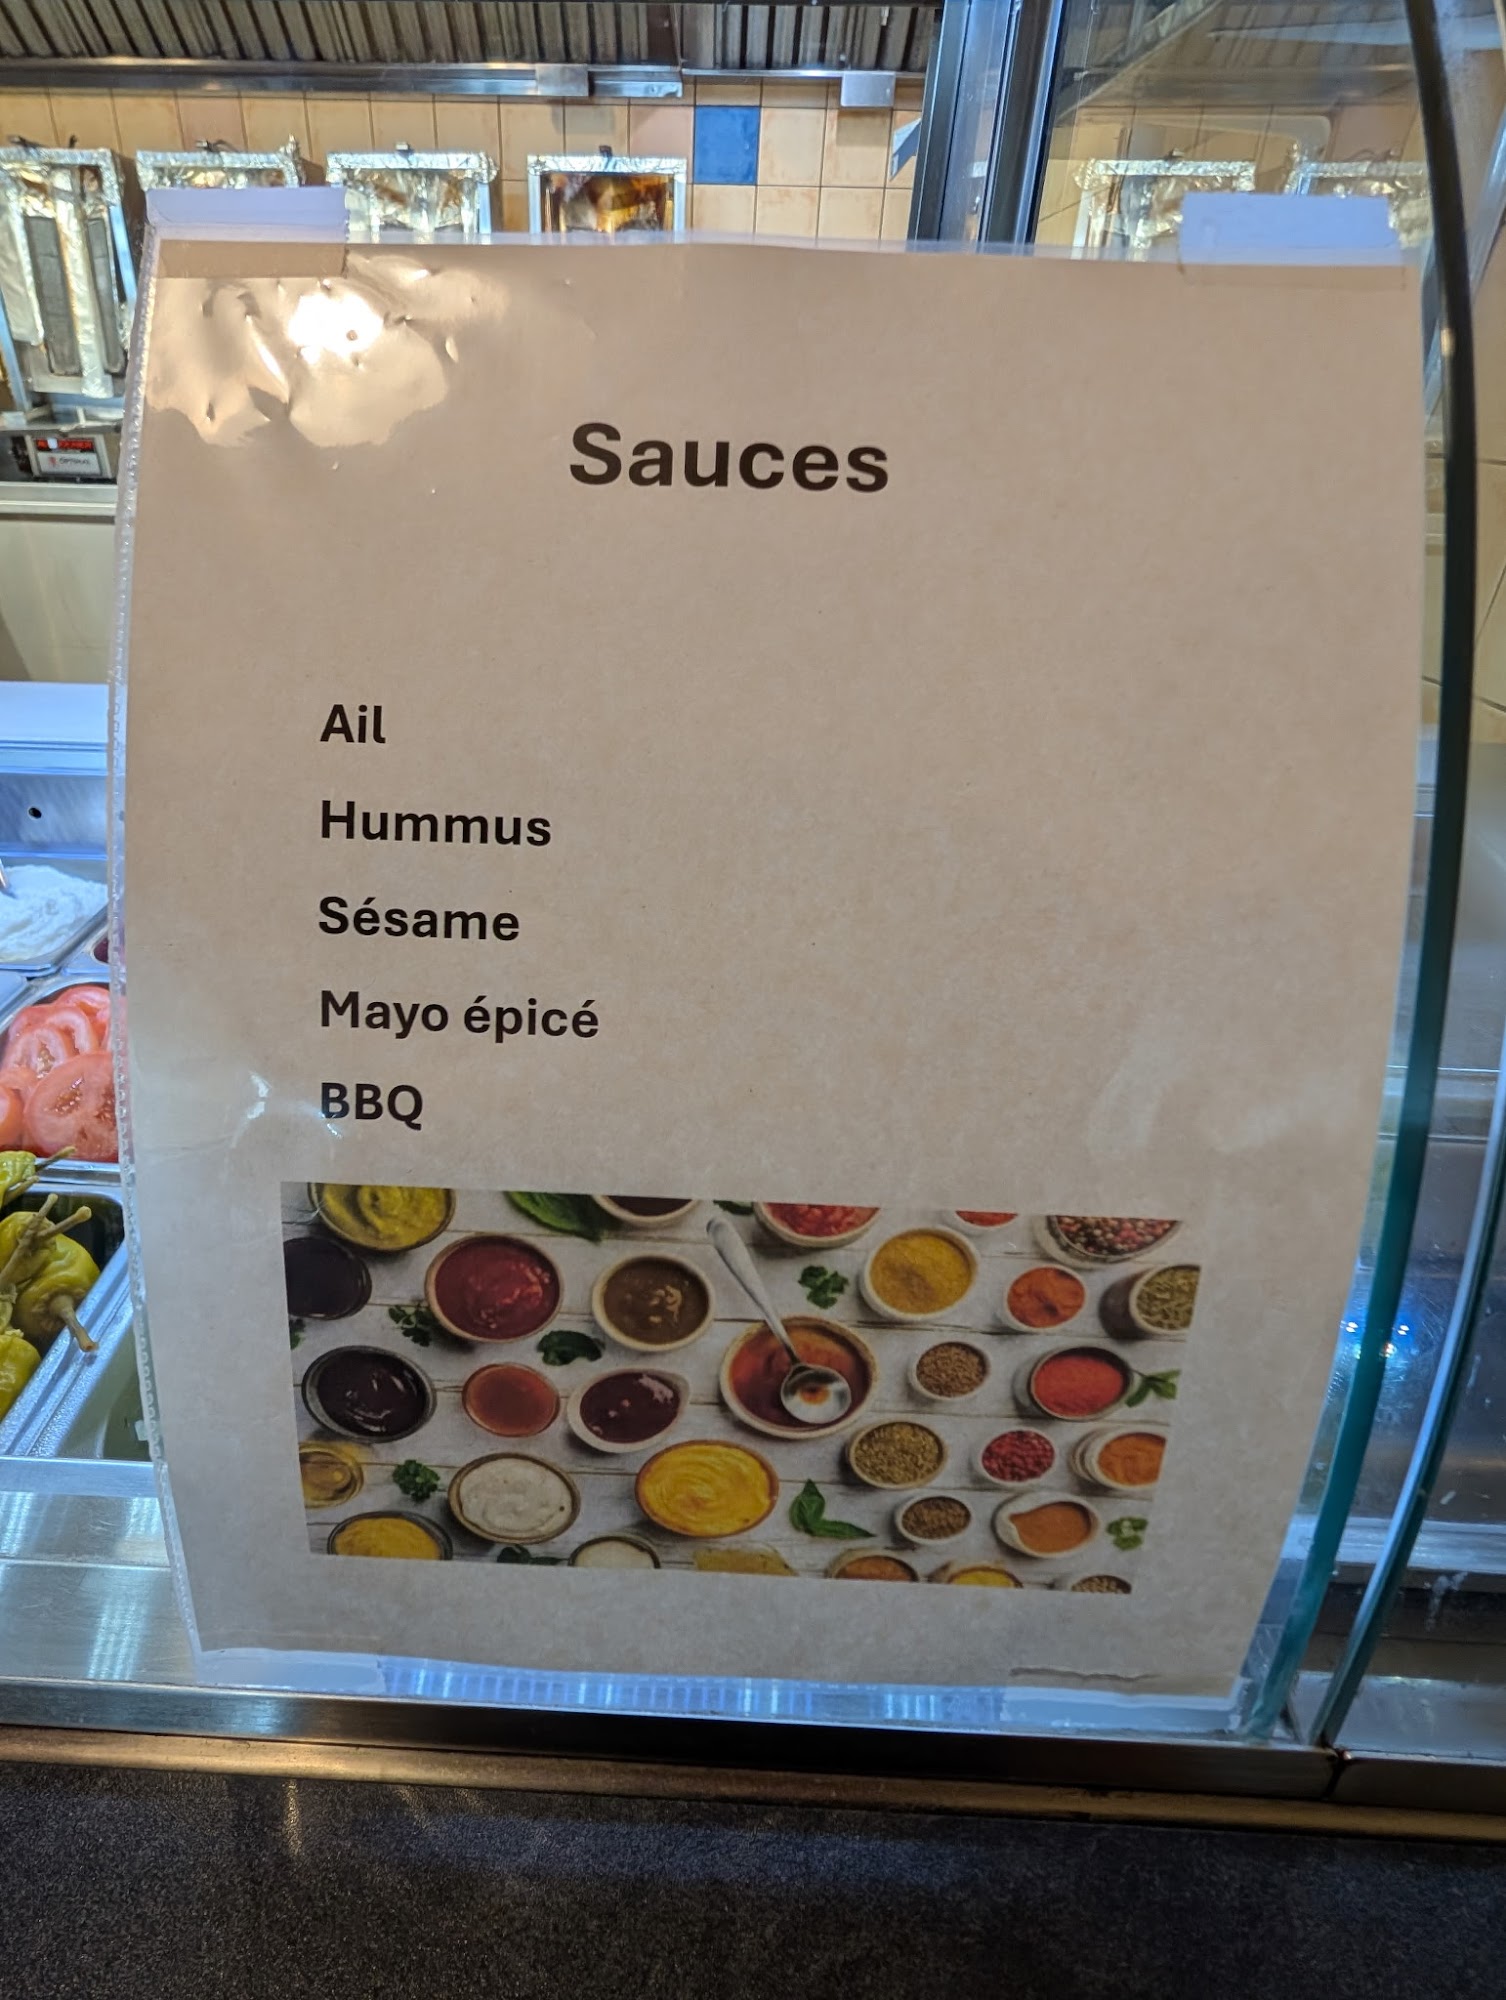 Sauces
Ail
Hummus
Sésame
Mayo épicé
BBQ